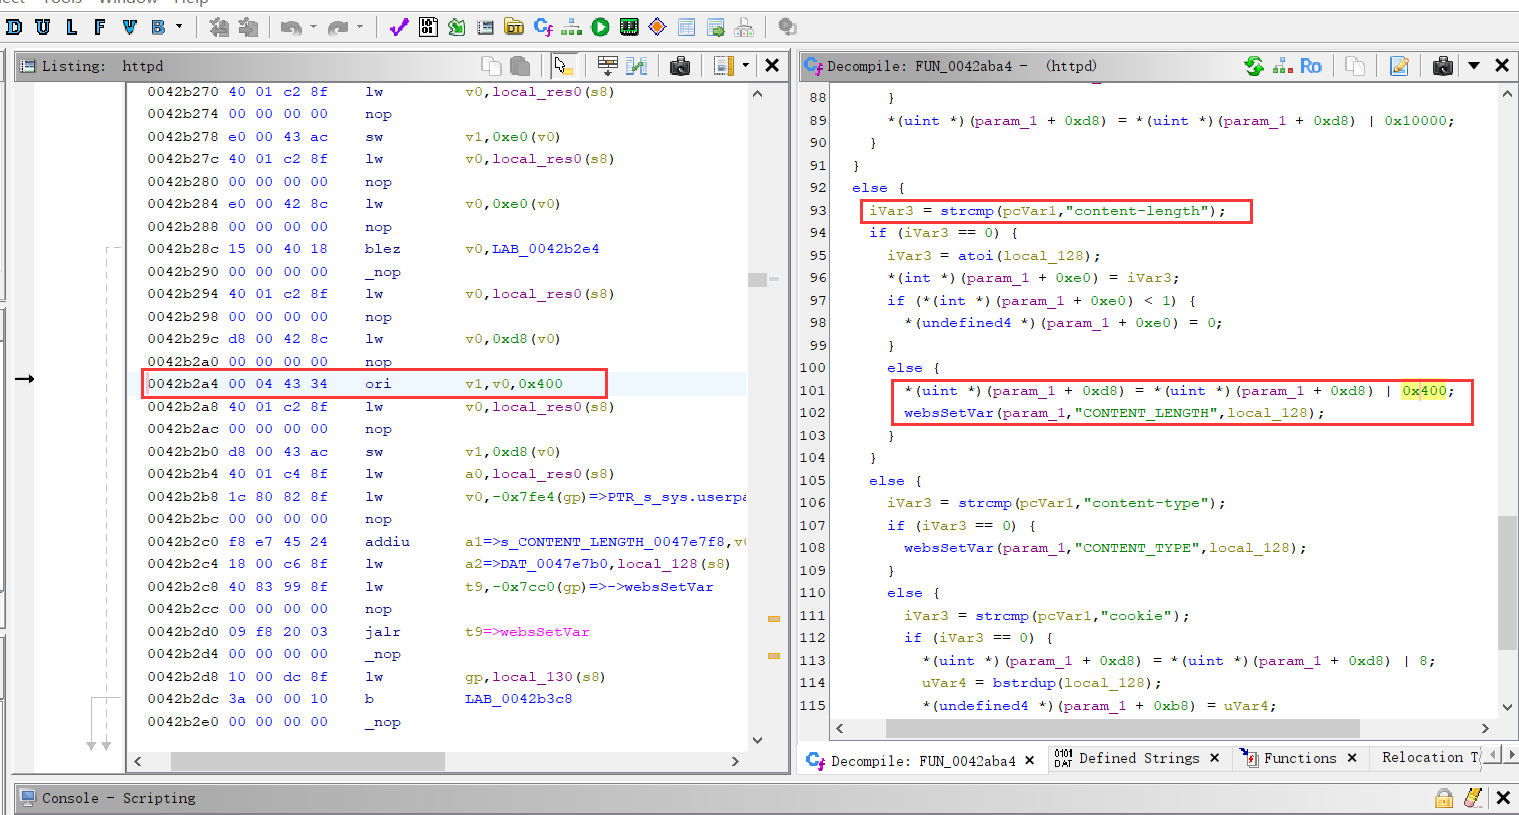 Window Help
D U L F V B
Listing: httpd
0042b270 40 01 c2 8f lw v0,local_res0(s8)
0042b274 00 00 00 00 nop
0042b278 e0 00 43 ac sw v1,0xe0(v0)
0042b27c 40 01 c2 8f lw v0,local_res0(s8)
0042b280 00 00 00 00 nop
0042b284 e0 00 42 8c lw v0,0xe0(v0)
0042b288 00 00 00 00 nop
0042b28c 15 00 40 18 blez v0,LAB_0042b2e4
0042b290 00 00 00 00 _nop
0042b294 40 01 c2 8f lw v0,local_res0(s8)
0042b298 00 00 00 00 nop
0042b29c d8 00 42 8c lw v0,0xd8(v0)
0042b2a0 00 00 00 00 nop
0042b2a4 00 04 43 34 ori v1,v0,0x400
0042b2a8 40 01 c2 8f lw v0,local_res0(s8)
0042b2ac 00 00 00 00 nop
0042b2b0 d8 00 43 ac sw v1,0xd8(v0)
0042b2b4 40 01 c4 8f lw a0,local_res0(s8)
0042b2b8 1c 80 82 8f lw v0,-0x7fe4(gp)=>PTR_s_sys.userpa
0042b2bc 00 00 00 00 nop
0042b2c0 f8 e7 45 24 addiu a1=>s_CONTENT_LENGTH_0047e7f8,v0
0042b2c4 18 00 c6 8f lw a2=>DAT_0047e7b0,local_128(s8)
0042b2c8 40 83 99 8f lw t9,-0x7cc0(gp)=>->websSetVar
0042b2cc 00 00 00 00 nop
0042b2d0 09 f8 20 03 jalr t9=>websSetVar
0042b2d4 00 00 00 00 _nop
0042b2d8 10 00 dc 8f lw gp,local_130(s8)
0042b2dc 3a 00 00 10 b LAB_0042b3c8
0042b2e0 00 00 00 00 _nop
Decompile: FUN_0042aba4 - (httpd)
Ro
88 }
89 *(uint *)(param_1 + 0xd8) = *(uint *)(param_1 + 0xd8) | 0x10000;
90 }
91 }
92 else {
93 iVar3 = strcmp(pcVar1,"content-length");
94 if (iVar3 == 0) {
95 iVar3 = atoi(local_128);
96 *(int *)(param_1 + 0xe0) = iVar3;
97 if (*(int *)(param_1 + 0xe0) < 1) {
98 *(undefined4 *)(param_1 + 0xe0) = 0;
99 }
100 else {
101 *(uint *)(param_1 + 0xd8) = *(uint *)(param_1 + 0xd8) | 0x400;
102 websSetVar(param_1,"CONTENT_LENGTH",local_128);
103 }
104 }
105 else {
106 iVar3 = strcmp(pcVar1,"content-type");
107 if (iVar3 == 0) {
108 websSetVar(param_1,"CONTENT_TYPE",local_128);
109 }
110 else {
111 iVar3 = strcmp(pcVar1,"cookie");
112 if (iVar3 == 0) {
113 *(uint *)(param_1 + 0xd8) = *(uint *)(param_1 + 0xd8) | 8;
114 uVar4 = bstrdup(local_128);
115 *(undefined4 *)(param_1 + 0xb8) = uVar4;
Decompile: FUN_0042aba4 Defined Strings Functions Relocation T
Console - Scripting